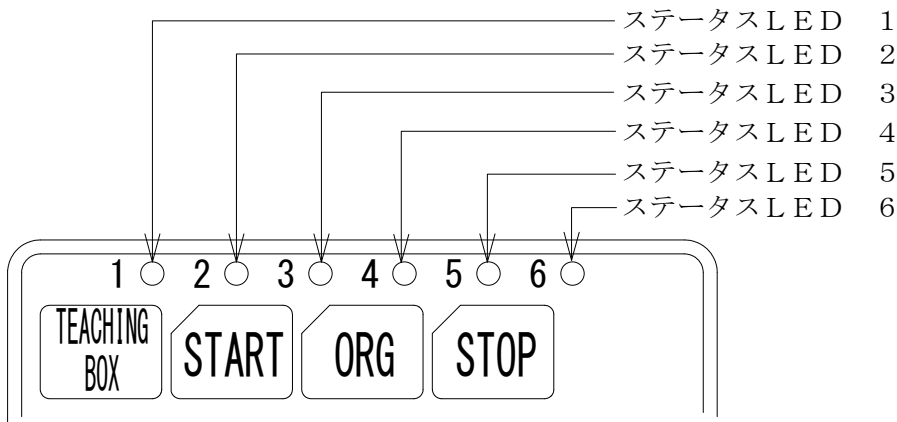 ステータスＬＥＤ　１
ステータスＬＥＤ　２
ステータスＬＥＤ　３
ステータスＬＥＤ　４
ステータスＬＥＤ　５
ステータスＬＥＤ　６
1 2 3 4 5 6
TEACHING
BOX
START
ORG
STOP